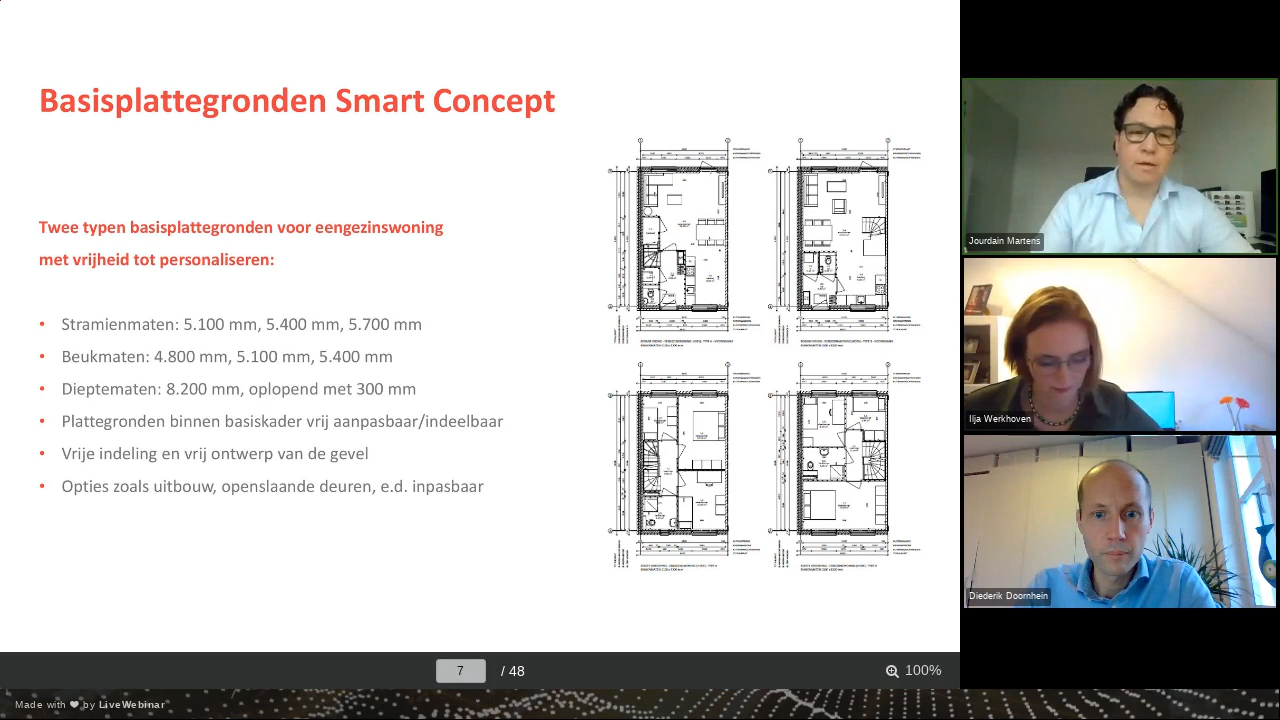 Basisplattegronden Smart Concept
Twee typen basisplattegronden voor eengezinswoning
met vrijheid tot personaliseren:
• Stramienmaten: 5.100 mm, 5.400 mm, 5.700 mm
• Beukmaten: 4.800 mm, 5.100 mm, 5.400 mm
• Dieptematen: 8.200 mm, oplopend met 300 mm
• Plattegronden binnen basiskader vrij aanpasbaar/indeelbaar
• Vrije indeling en vrij ontwerp van de gevel
• Opties zoals uitbouw, openslaande deuren, e.d. inpasbaar
7 / 48
100%
Made with ❤ by LiveWebinar
Jourdain Martens
Ilja Werkhoven
Diederik Doornhein